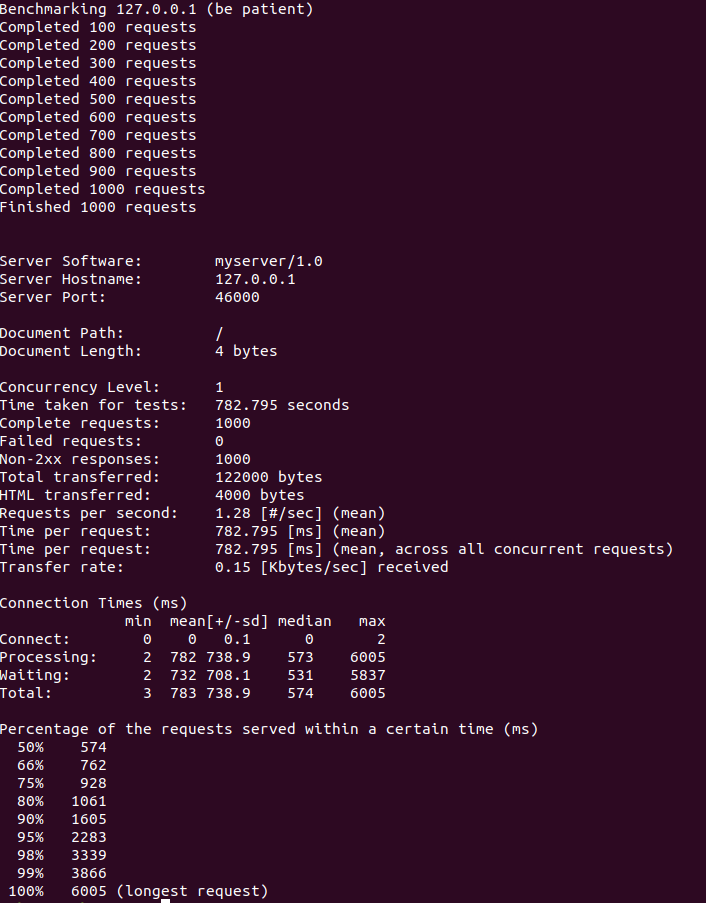 Benchmarking 127.0.0.1 (be patient)
Completed 100 requests
Completed 200 requests
Completed 300 requests
Completed 400 requests
Completed 500 requests
Completed 600 requests
Completed 700 requests
Completed 800 requests
Completed 900 requests
Completed 1000 requests
Finished 1000 requests
Server Software:        myserver/1.0
Server Hostname:        127.0.0.1
Server Port:            46000
Document Path:          /
Document Length:        4 bytes
Concurrency Level:      1
Time taken for tests:   782.795 seconds
Complete requests:      1000
Failed requests:        0
Non-2xx responses:      1000
Total transferred:      122000 bytes
HTML transferred:       4000 bytes
Requests per second:    1.28 [#/sec] (mean)
Time per request:       782.795 [ms] (mean)
Time per request:       782.795 [ms] (mean, across all concurrent requests)
Transfer rate:          0.15 [Kbytes/sec] received
Connection Times (ms)
              min  mean[+/-sd] median   max
Connect:        0    0   0.1      0       2
Processing:     2  782 738.9    573    6005
Waiting:        2  732 708.1    531    5837
Total:          3  783 738.9    574    6005
Percentage of the requests served within a certain time (ms)
  50%    574
  66%    762
  75%    928
  80%   1061
  90%   1605
  95%   2283
  98%   3339
  99%   3866
 100%   6005 (longest request)